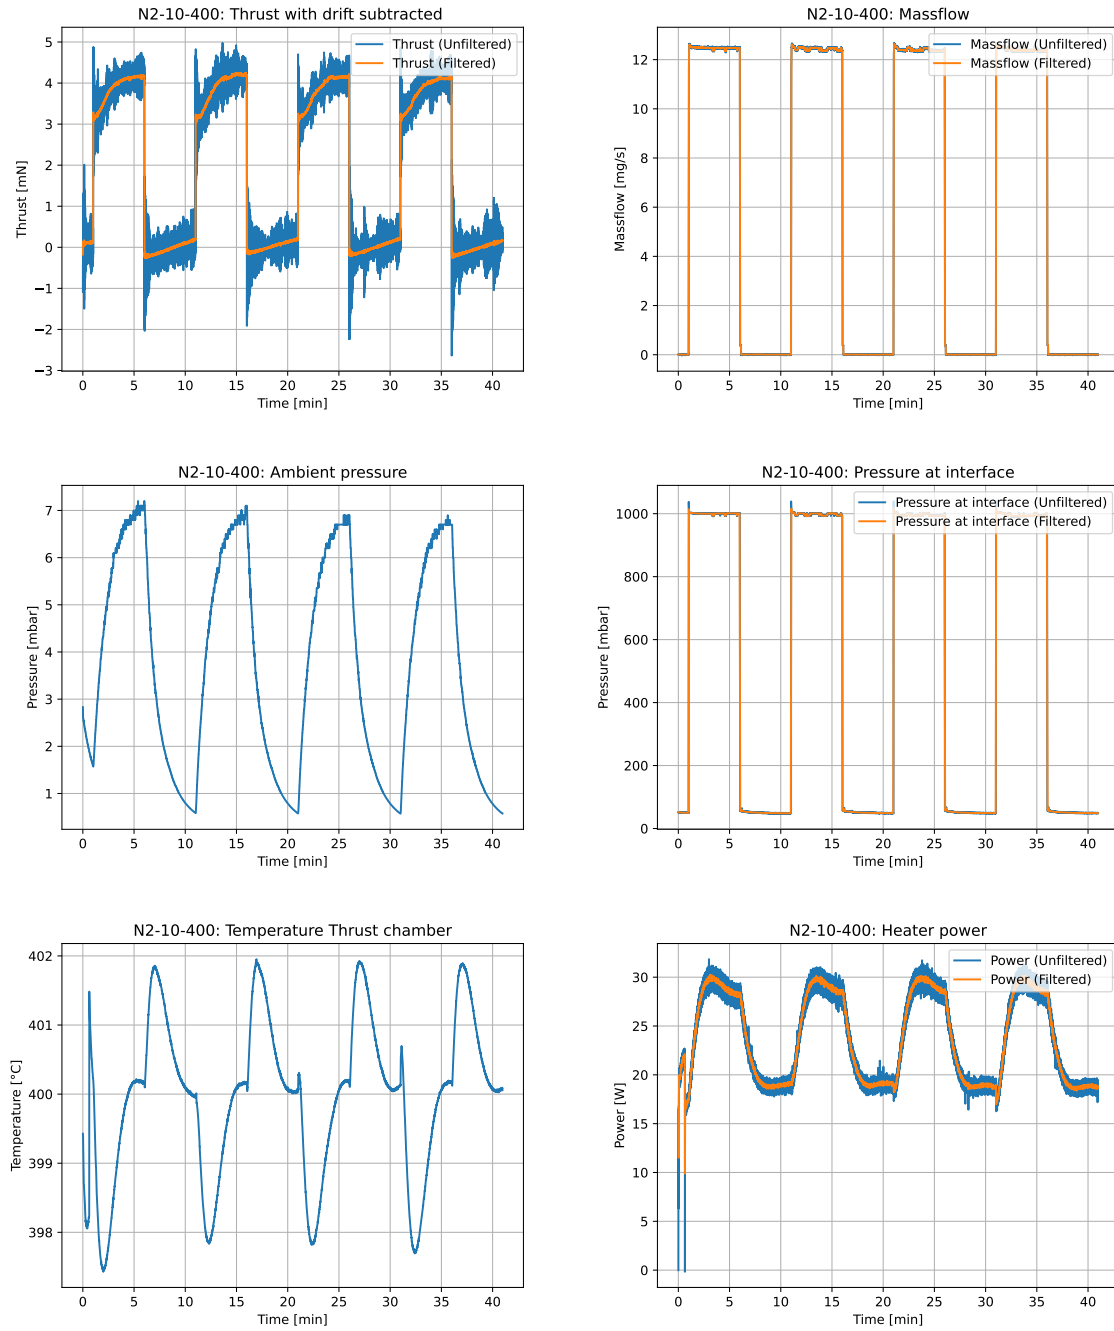 N2-10-400: Thrust with drift subtracted
Thrust [mN]
5
4
3
2
1
0
−1
−2
−3
Thrust (Unfiltered)
Thrust (Filtered)
0 5 10 15 20 25 30 35 40
Time [min]
N2-10-400: Massflow
Massflow [mg/s]
12
10
8
6
4
2
0
Massflow (Unfiltered)
Massflow (Filtered)
0 5 10 15 20 25 30 35 40
Time [min]
N2-10-400: Ambient pressure
Pressure [mbar]
7
6
5
4
3
2
1
0 5 10 15 20 25 30 35 40
Time [min]
N2-10-400: Pressure at interface
Pressure [mbar]
1000
800
600
400
200
0
Pressure at interface (Unfiltered)
Pressure at interface (Filtered)
0 5 10 15 20 25 30 35 40
Time [min]
N2-10-400: Temperature Thrust chamber
Temperature [°C]
402
401
400
399
398
0 5 10 15 20 25 30 35 40
Time [min]
N2-10-400: Heater power
Power [W]
30
25
20
15
10
5
0
Power (Unfiltered)
Power (Filtered)
0 5 10 15 20 25 30 35 40
Time [min]